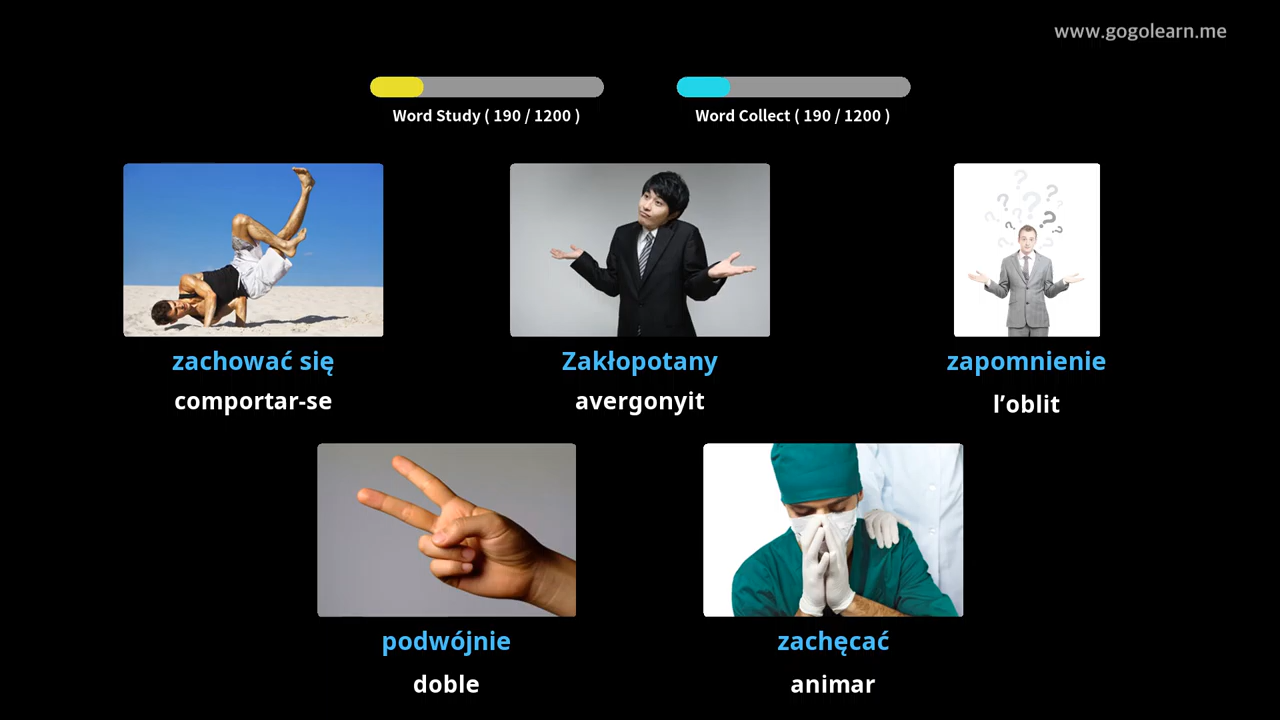 www.gogolearn.me
Word Study ( 190 / 1200 )
Word Collect ( 190 / 1200 )
zachować się
comportar-se
Zakłopotany
avergonyit
zapomnienie
l’oblit
podwójnie
doble
zachęcać
animar